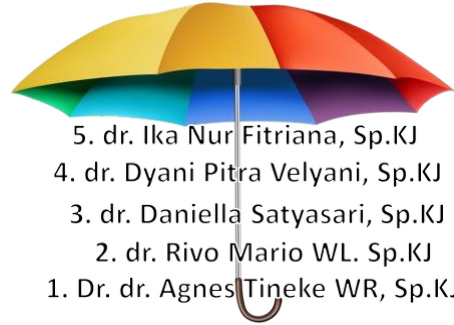 5. dr. Ika Nur Fitriana, Sp.KJ
4. dr. Dyani Pitra Velyani, Sp.KJ
3. dr. Daniella Satyasari, Sp.KJ
2. dr. Rivo Mario WL. Sp.KJ
1. Dr. dr. Agnes Tineke WR, Sp.KJ